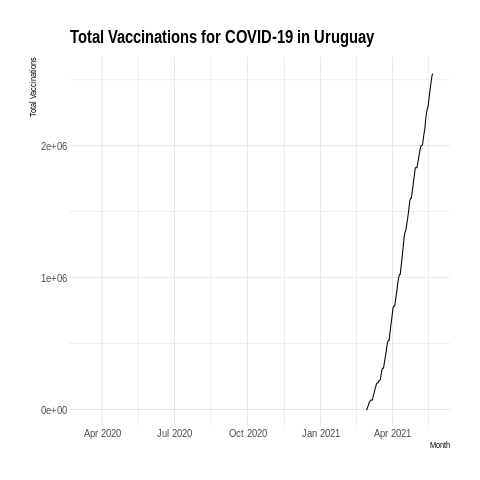 Total Vaccinations for COVID-19 in Uruguay
Total Vaccinations
2e+06
1e+06
0e+00
Apr 2020 Jul 2020 Oct 2020 Jan 2021 Apr 2021
Month